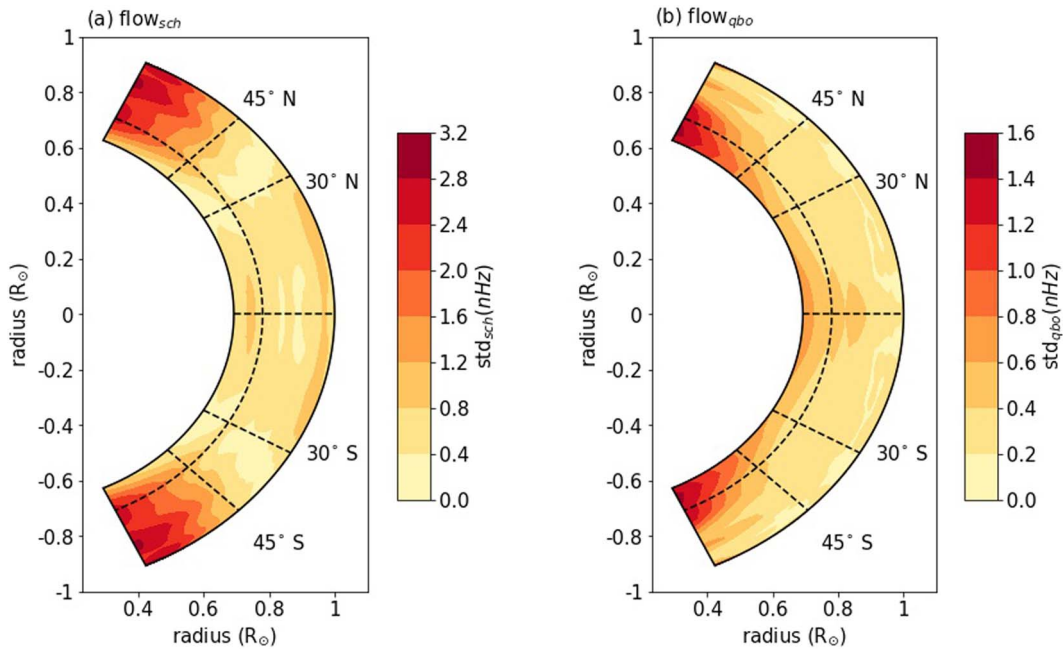 (a) flow_sch
1
0.8
0.6
0.4
0.2
0
-0.2
-0.4
-0.6
-0.8
-1
radius (R☉)
0.4 0.6 0.8 1
radius (R☉)
45° N
30° N
30° S
45° S
3.2
2.8
2.4
2.0
1.6
1.2
0.8
0.4
0.0
std_sch(nHz)
(b) flow_qbo
1
0.8
0.6
0.4
0.2
0
-0.2
-0.4
-0.6
-0.8
-1
radius (R☉)
0.4 0.6 0.8 1
radius (R☉)
45° N
30° N
30° S
45° S
1.6
1.4
1.2
1.0
0.8
0.6
0.4
0.2
0.0
std_qbo(nHz)